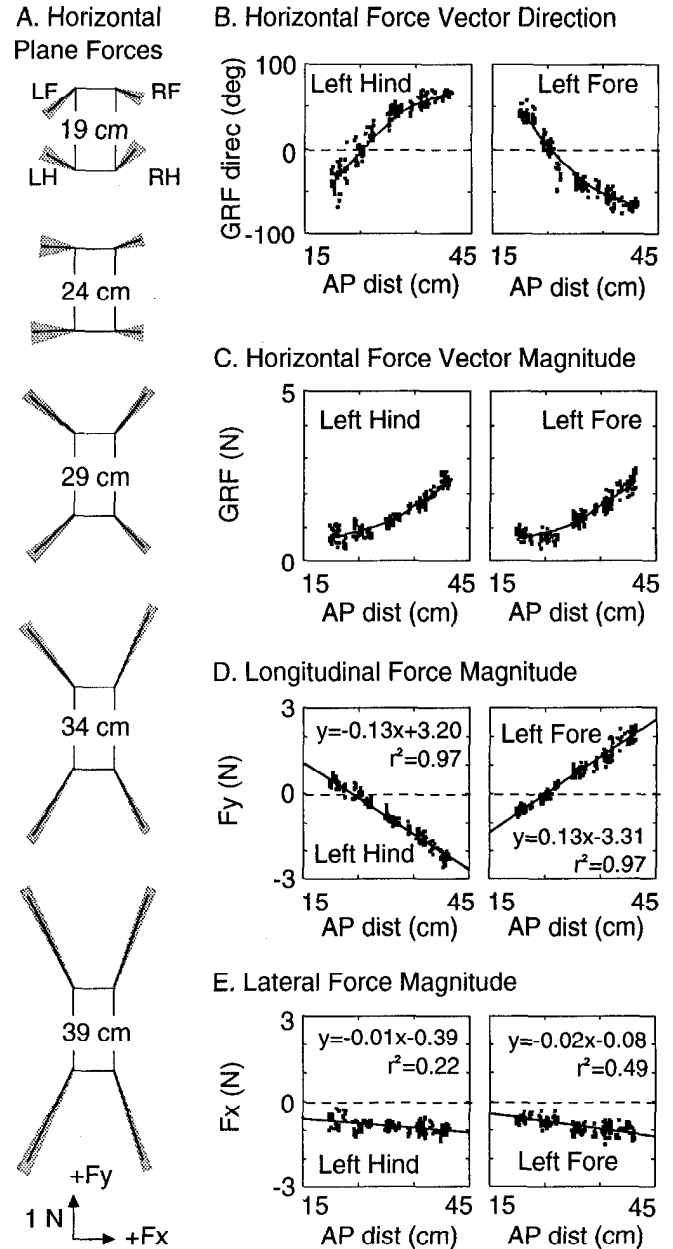 A. Horizontal
Plane Forces
LF
RF
19 cm
LH
RH
24 cm
29 cm
34 cm
39 cm
+Fy
1 N
+Fx
B. Horizontal Force Vector Direction
GRF direc (deg)
100
0
-100
Left Hind
15
45
AP dist (cm)
Left Fore
15
45
AP dist (cm)
C. Horizontal Force Vector Magnitude
GRF (N)
5
0
Left Hind
15
45
AP dist (cm)
Left Fore
15
45
AP dist (cm)
D. Longitudinal Force Magnitude
Fy (N)
3
0
-3
y=-0.13x+3.20
r²=0.97
Left Hind
15
45
AP dist (cm)
Left Fore
y=0.13x-3.31
r²=0.97
15
45
AP dist (cm)
E. Lateral Force Magnitude
Fx (N)
3
0
-3
y=-0.01x-0.39
r²=0.22
Left Hind
15
45
AP dist (cm)
y=-0.02x-0.08
r²=0.49
Left Fore
15
45
AP dist (cm)